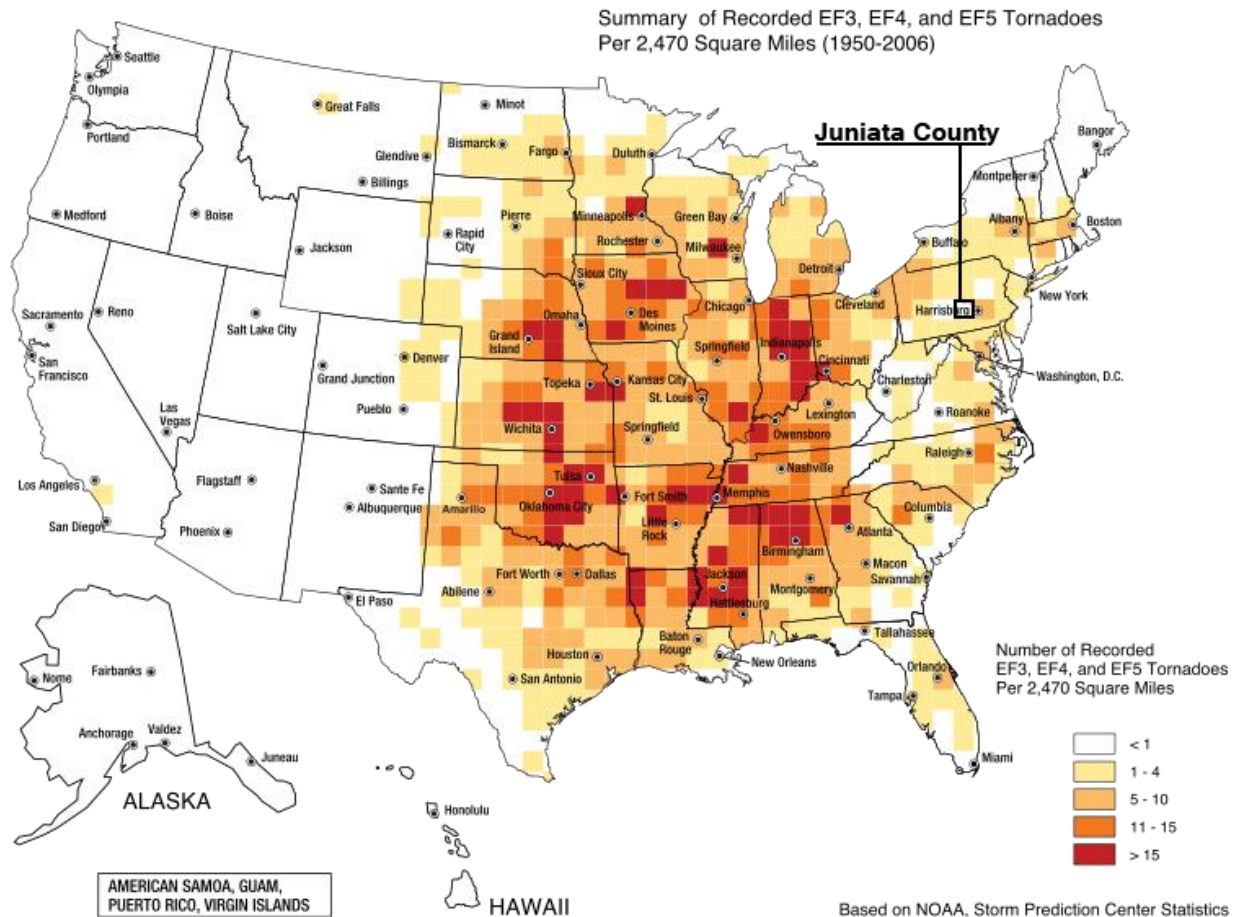 Summary of Recorded EF3, EF4, and EF5 Tornadoes
Per 2,470 Square Miles (1950-2006)
Seattle
Olympia
Portland
Great Falls
Minot
Juniata County
Bangor
Bismarck
Fargo
Duluth
Glendive
Billings
Montpelier
Medford
Boise
Pierre
Minneapolis
Green Bay
Albany
Boston
Jackson
Rapid
City
Rochester
Milwaukee
Buffalo
Detroit
Sioux City
Cleveland
New York
Sacramento
Reno
Salt Lake City
Omaha
Des
Moines
Chicago
Harrisburg
San
Francisco
Grand
Island
Springfield
Indianapolis
Denver
Cincinnati
Grand Junction
Topeka
Kansas City
Charleston
Washington, D.C.
Pueblo
St. Louis
Lexington
Las
Vegas
Wichita
Springfield
Owensboro
Roanoke
Raleigh
Los Angeles
Flagstaff
Sante Fe
Albuquerque
Amarillo
Tulsa
Oklahoma City
Fort Smith
Nashville
Memphis
San Diego
Phoenix
Little
Rock
Columbia
Atlanta
Birmingham
Fort Worth
Dallas
Jackson
Macon
Savannah
El Paso
Abilene
Hattiesburg
Montgomery
Baton
Rouge
Tallahassee
Houston
New Orleans
San Antonio
Orlando
Tampa
Miami
Fairbanks
Nome
Anchorage
Valdez
Juneau
ALASKA
Honolulu
HAWAII
AMERICAN SAMOA, GUAM,
PUERTO RICO, VIRGIN ISLANDS
Number of Recorded
EF3, EF4, and EF5 Tornadoes
Per 2,470 Square Miles
< 1
1 - 4
5 - 10
11 - 15
> 15
Based on NOAA, Storm Prediction Center Statistics